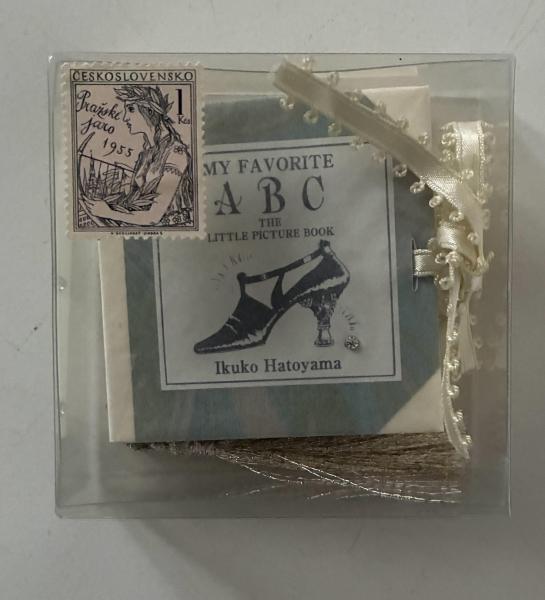 ČESKOSLOVENSKO
1
Kčs
Pražské
jaro
1955
MY FAVORITE
A B C
THE
LITTLE PICTURE BOOK
Ikuko Hatoyama